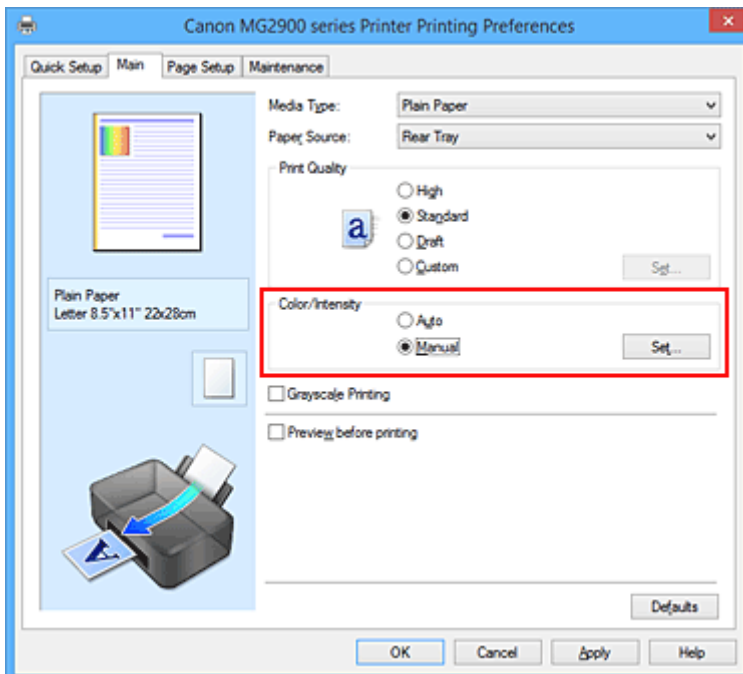 Canon MG2900 series Printer Printing Preferences
Quick Setup Main Page Setup Maintenance
Media Type: Plain Paper
Paper Source: Rear Tray
Print Quality
High
a Standard
Draft
Custom Set...
Plain Paper
Letter 8.5"x11" 22x28cm
Color/Intensity
Auto
Manual Set...
Grayscale Printing
Preview before printing
A
Defaults
OK Cancel Apply Help